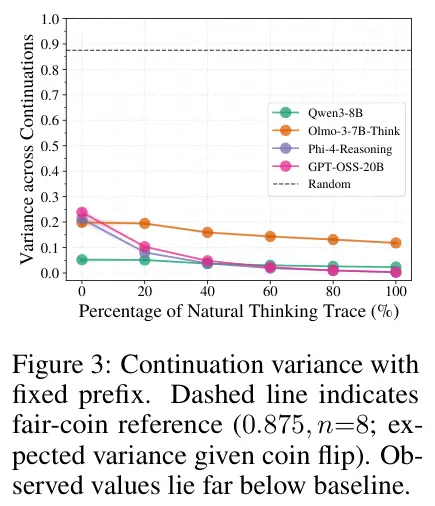 1.0
0.9
0.8
0.7
0.6
0.5
0.4
0.3
0.2
0.1
0.0
Variance across Continuations
Qwen3-8B
Olmo-3-7B-Think
Phi-4-Reasoning
GPT-OSS-20B
Random
0 20 40 60 80 100
Percentage of Natural Thinking Trace (%)
Figure 3: Continuation variance with
fixed prefix. Dashed line indicates
fair-coin reference (0.875, n=8; ex-
pected variance given coin flip). Ob-
served values lie far below baseline.